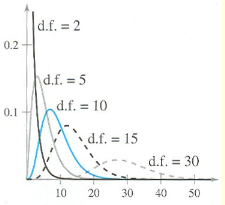 d.f. = 2
0.2
d.f. = 5
d.f. = 10
0.1
d.f. = 15
d.f. = 30
10 20 30 40 50